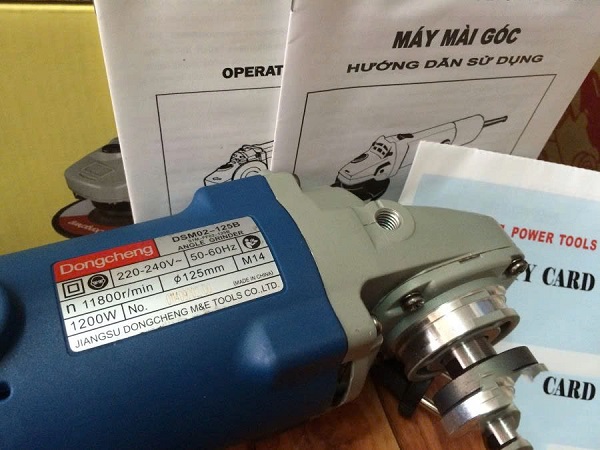 MÁY MÀI GÓC
HƯỚNG DẪN SỬ DỤNG
OPERAT
POWER TOOLS
Y CARD
CARD
Dongcheng
DSM02-125B
ANGLE GRINDER
220-240V~ 50-60Hz
Φ125mm M14
n 11800r/min
1200W No.
(MADE IN CHINA)
JIANGSU DONGCHENG M&E TOOLS CO.,LTD.